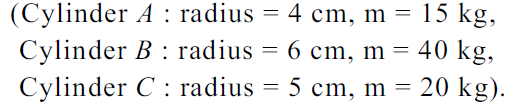 (Cylinder A : radius = 4 cm, m = 15 kg,
Cylinder B : radius = 6 cm, m = 40 kg,
Cylinder C : radius = 5 cm, m = 20 kg).